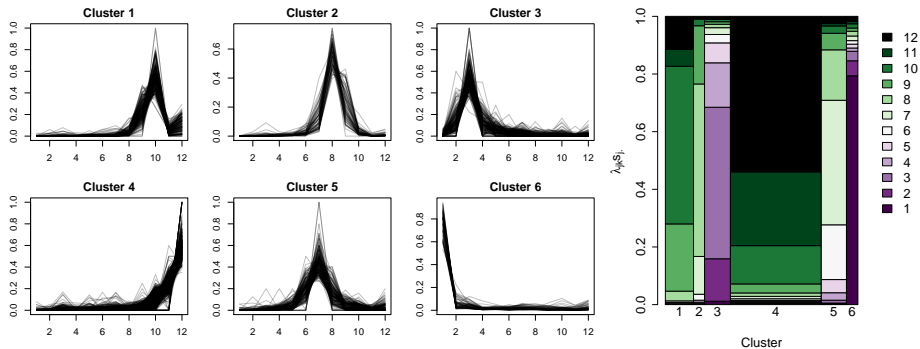 Cluster 1
0.0 0.2 0.4 0.6 0.8 1.0
2 4 6 8 10 12
Cluster 2
0.0 0.2 0.4 0.6
2 4 6 8 10 12
Cluster 3
0.0 0.2 0.4 0.6 0.8 1.0
2 4 6 8 10 12
Cluster 4
0.0 0.2 0.4 0.6 0.8 1.0
2 4 6 8 10 12
Cluster 5
0.0 0.2 0.4 0.6 0.8 1.0
2 4 6 8 10 12
Cluster 6
0.0 0.2 0.4 0.6 0.8
2 4 6 8 10 12
λjksj.
0.0 0.2 0.4 0.6 0.8 1.0
1 2 3 4 5 6
Cluster
12
11
10
9
8
7
6
5
4
3
2
1